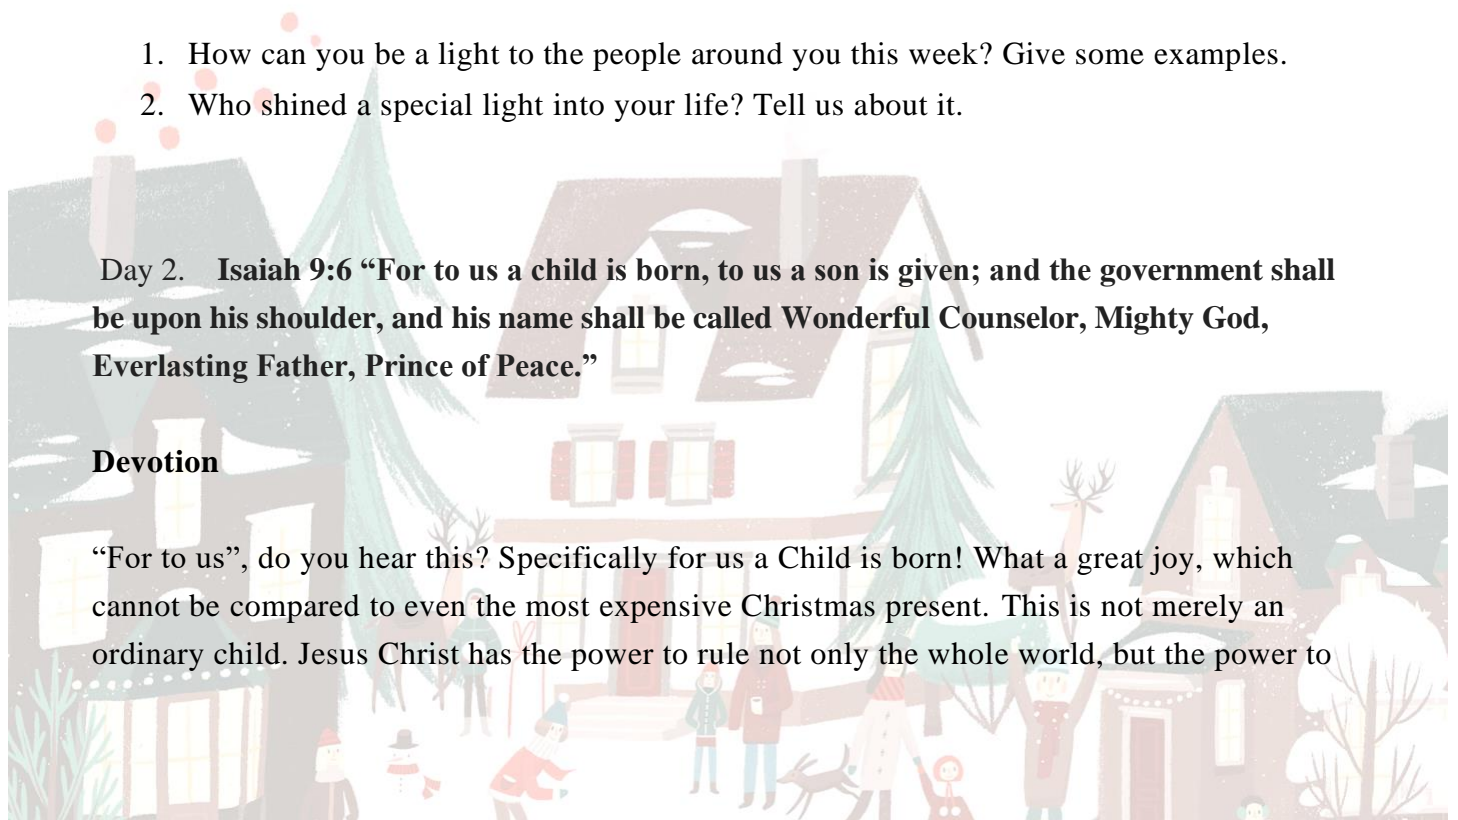 1. How can you be a light to the people around you this week? Give some examples.
2. Who shined a special light into your life? Tell us about it.
Day 2. Isaiah 9:6 “For to us a child is born, to us a son is given; and the government shall
be upon his shoulder, and his name shall be called Wonderful Counselor, Mighty God,
Everlasting Father, Prince of Peace.”
Devotion
“For to us”, do you hear this? Specifically for us a Child is born! What a great joy, which
cannot be compared to even the most expensive Christmas present. This is not merely an
ordinary child. Jesus Christ has the power to rule not only the whole world, but the power to